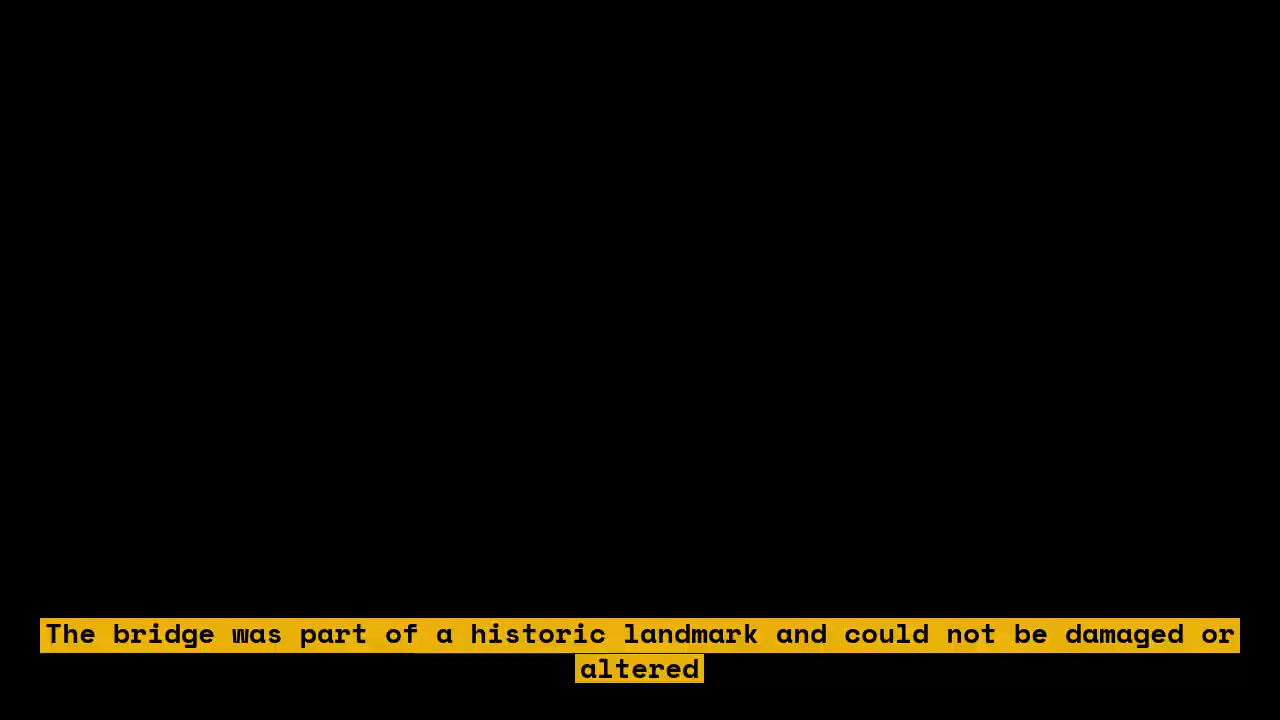 The bridge was part of a historic landmark and could not be damaged or
altered